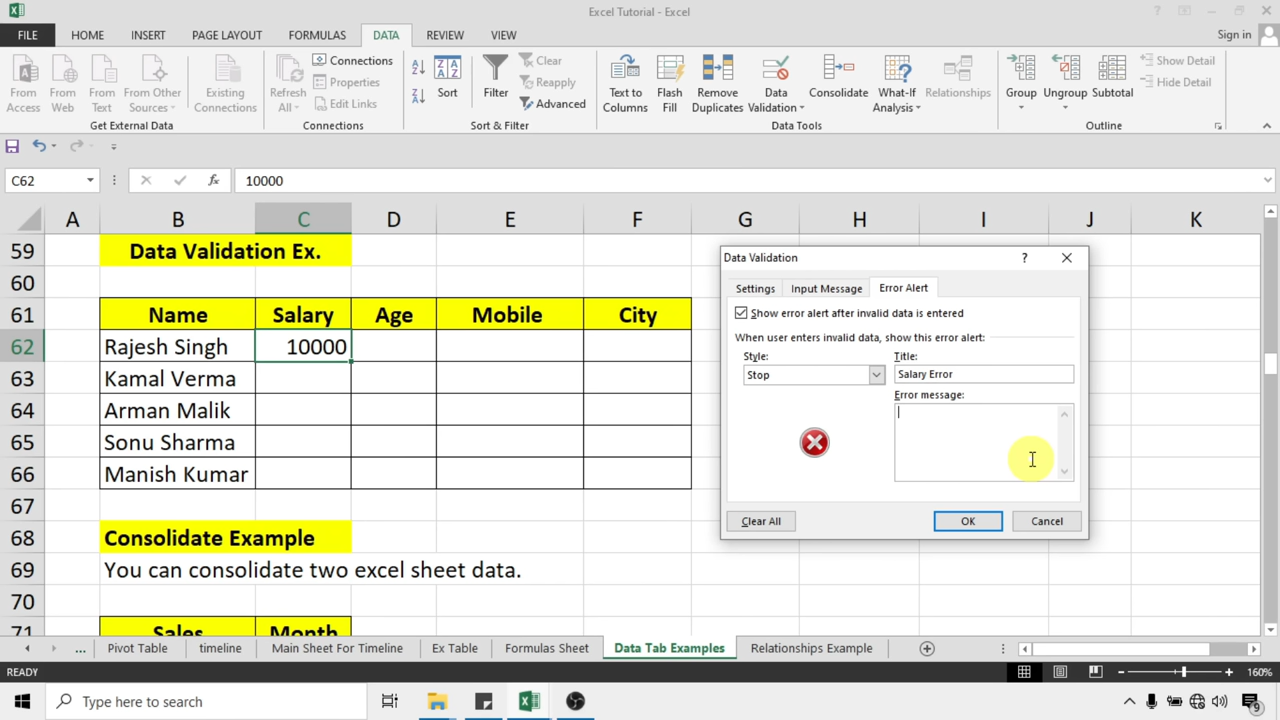 Excel Tutorial - Excel
FILE HOME INSERT PAGE LAYOUT FORMULAS DATA REVIEW VIEW Sign in
From Access
From Web
From Text
From Other Sources
Existing Connections
Get External Data
Refresh All
Connections
Properties
Edit Links
Connections
Sort
Filter
Clear
Reapply
Advanced
Sort & Filter
Text to Columns
Flash Fill
Remove Duplicates
Data Validation
Consolidate
What-If Analysis
Relationships
Data Tools
Group
Ungroup
Subtotal
Show Detail
Hide Detail
Outline
C62 fx 10000
A B C D E F G H I J K
59 Data Validation Ex.
60
61 Name Salary Age Mobile City
62 Rajesh Singh 10000
63 Kamal Verma
64 Arman Malik
65 Sonu Sharma
66 Manish Kumar
67
68 Consolidate Example
69 You can consolidate two excel sheet data.
70
71 Sales Month
Data Validation ?
Settings Input Message Error Alert
Show error alert after invalid data is entered
When user enters invalid data, show this error alert:
Style: Title:
Stop Salary Error
Error message:
Clear All OK Cancel
... Pivot Table timeline Main Sheet For Timeline Ex Table Formulas Sheet Data Tab Examples Relationships Example
READY 160%
Type here to search 9